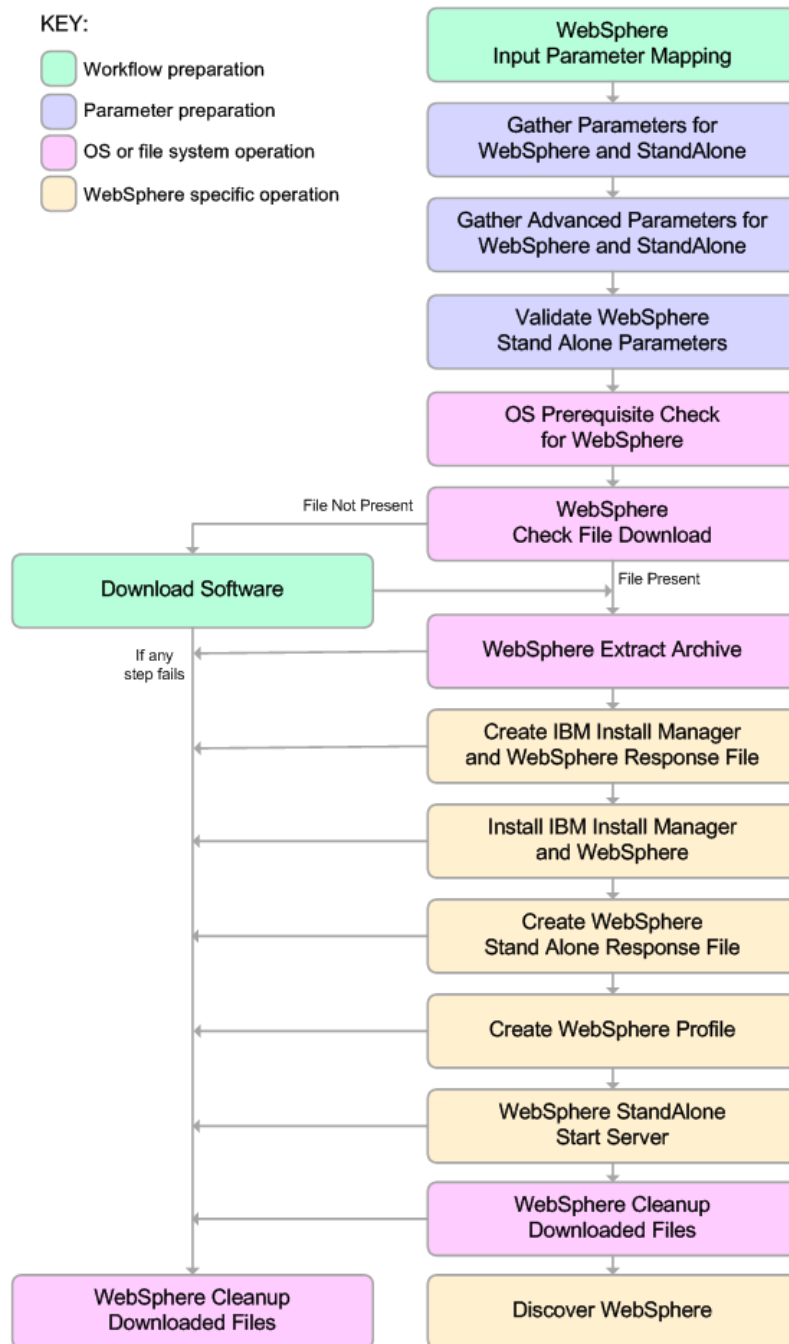 KEY:
Workflow preparation
Parameter preparation
OS or file system operation
WebSphere specific operation
WebSphere
Input Parameter Mapping
Gather Parameters for
WebSphere and StandAlone
Gather Advanced Parameters for
WebSphere and StandAlone
Validate WebSphere
Stand Alone Parameters
OS Prerequisite Check
for WebSphere
File Not Present
WebSphere
Check File Download
Download Software
File Present
If any
step fails
WebSphere Extract Archive
Create IBM Install Manager
and WebSphere Response File
Install IBM Install Manager
and WebSphere
Create WebSphere
Stand Alone Response File
Create WebSphere Profile
WebSphere StandAlone
Start Server
WebSphere Cleanup
Downloaded Files
WebSphere Cleanup
Downloaded Files
Discover WebSphere